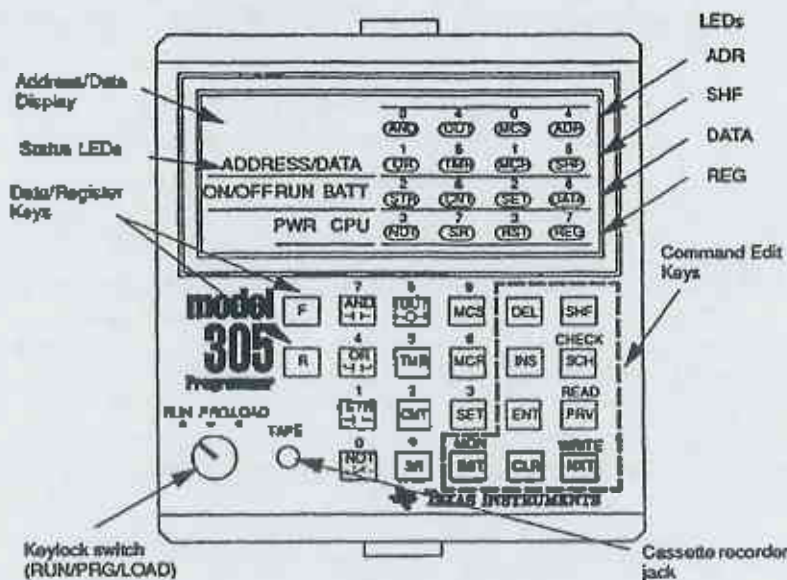 LEDs
ADR
SHF
DATA
REG
Address/Data
Display
Status LEDs
Data/Register
Keys
0 4 0 4
AND OUT MCS ADR
ADDRESS/DATA
1 5 1 5
OR TMR MCR SHF
ON/OFF RUN BATT
2 6 2 6
STR CNT SET DATA
PWR CPU
3 7 3 7
NOT SR RST REG
Command Edit
Keys
model
305
Programmer
7 8 9
F AND OUT MCS DEL SHF
4 5 6 CHECK
R OR TMR MCR INS SCH
1 2 3 READ
STR CNT SET ENT PRV
0 MON WRITE
NOT SR RST CLR NXT
RUN PRG LOAD
TAPE
TEXAS INSTRUMENTS
Keylock switch
(RUN/PRG/LOAD)
Cassette recorder
jack